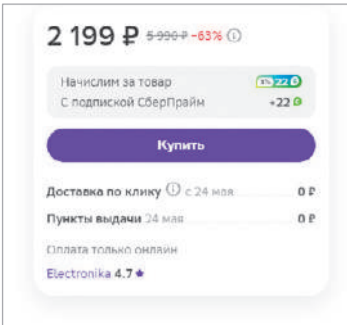 2 199 ₽ 5 990 ₽ -63%
Начислим за товар 1% 22
С подпиской СберПрайм +22
Купить
Доставка по клику с 24 мая 0 ₽
Пункты выдачи 24 мая 0 ₽
Оплата только онлайн
Electronika 4.7